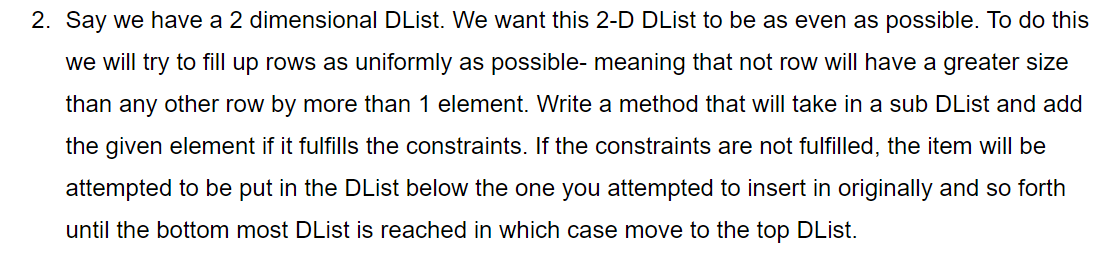 2. Say we have a 2 dimensional DList. We want this 2-D DList to be as even as possible. To do this
we will try to fill up rows as uniformly as possible- meaning that not row will have a greater size
than any other row by more than 1 element. Write a method that will take in a sub DList and add
the given element if it fulfills the constraints. If the constraints are not fulfilled, the item will be
attempted to be put in the DList below the one you attempted to insert in originally and so forth
until the bottom most DList is reached in which case move to the top DList.